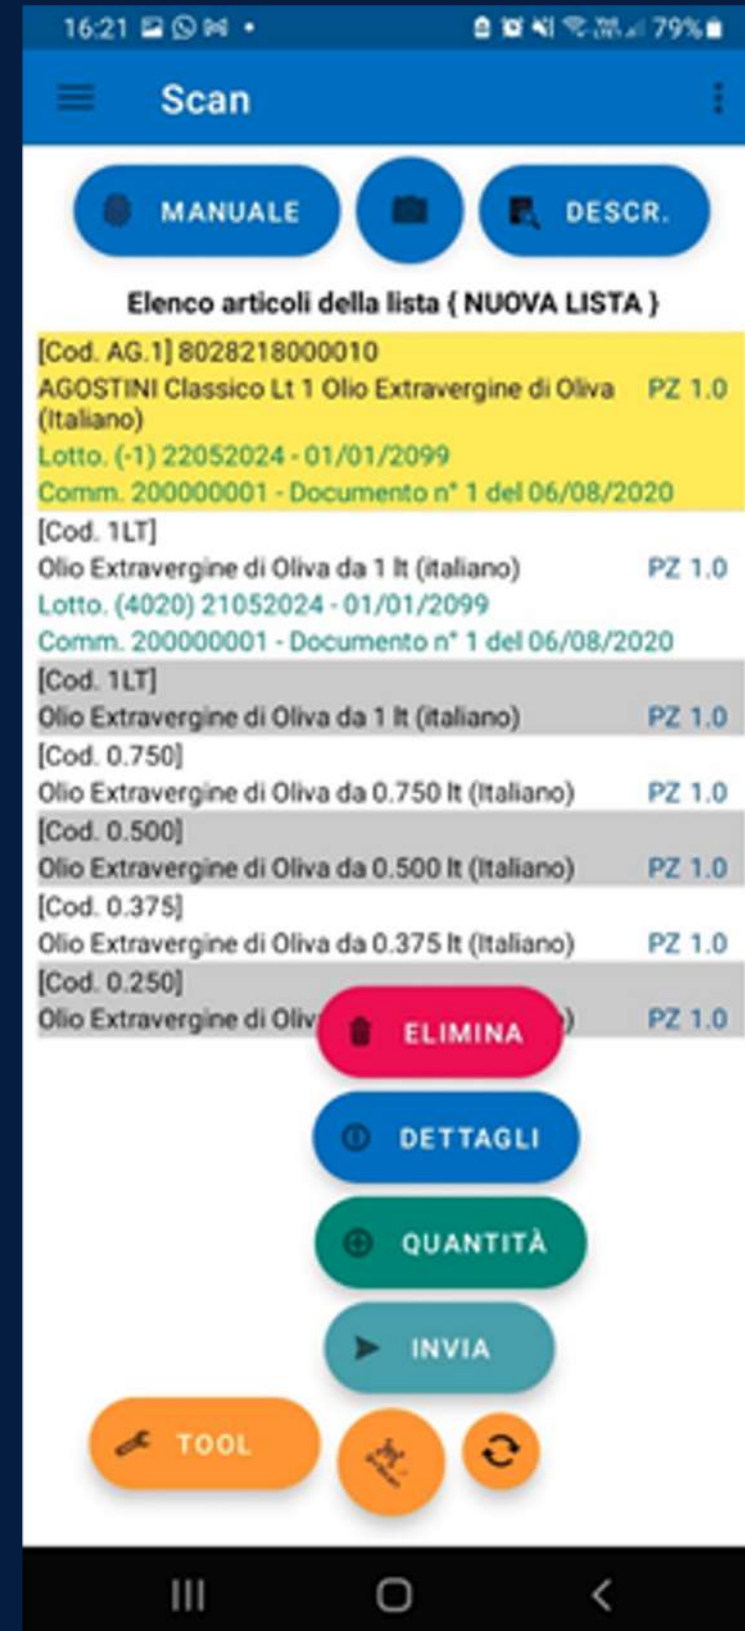 16:21
79%
Scan
MANUALE
DESCR.
Elenco articoli della lista { NUOVA LISTA }
[Cod. AG.1] 8028218000010
AGOSTINI Classico Lt 1 Olio Extravergine di Oliva PZ 1.0
(Italiano)
Lotto. (-1) 22052024 - 01/01/2099
Comm. 200000001 - Documento n° 1 del 06/08/2020
[Cod. 1LT]
Olio Extravergine di Oliva da 1 lt (italiano) PZ 1.0
Lotto. (4020) 21052024 - 01/01/2099
Comm. 200000001 - Documento n° 1 del 06/08/2020
[Cod. 1LT]
Olio Extravergine di Oliva da 1 lt (italiano) PZ 1.0
[Cod. 0.750]
Olio Extravergine di Oliva da 0.750 lt (Italiano) PZ 1.0
[Cod. 0.500]
Olio Extravergine di Oliva da 0.500 lt (Italiano) PZ 1.0
[Cod. 0.375]
Olio Extravergine di Oliva da 0.375 lt (Italiano) PZ 1.0
[Cod. 0.250]
Olio Extravergine di Oliv ) PZ 1.0
ELIMINA
DETTAGLI
QUANTITÀ
INVIA
TOOL